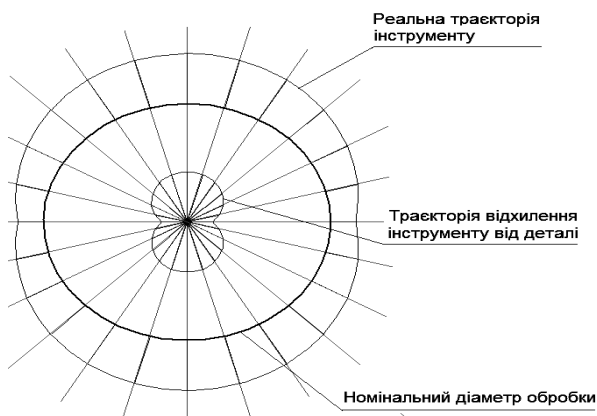 Реальна траєкторія
інструменту
Траєкторія відхилення
інструменту від деталі
Номінальний діаметр обробки